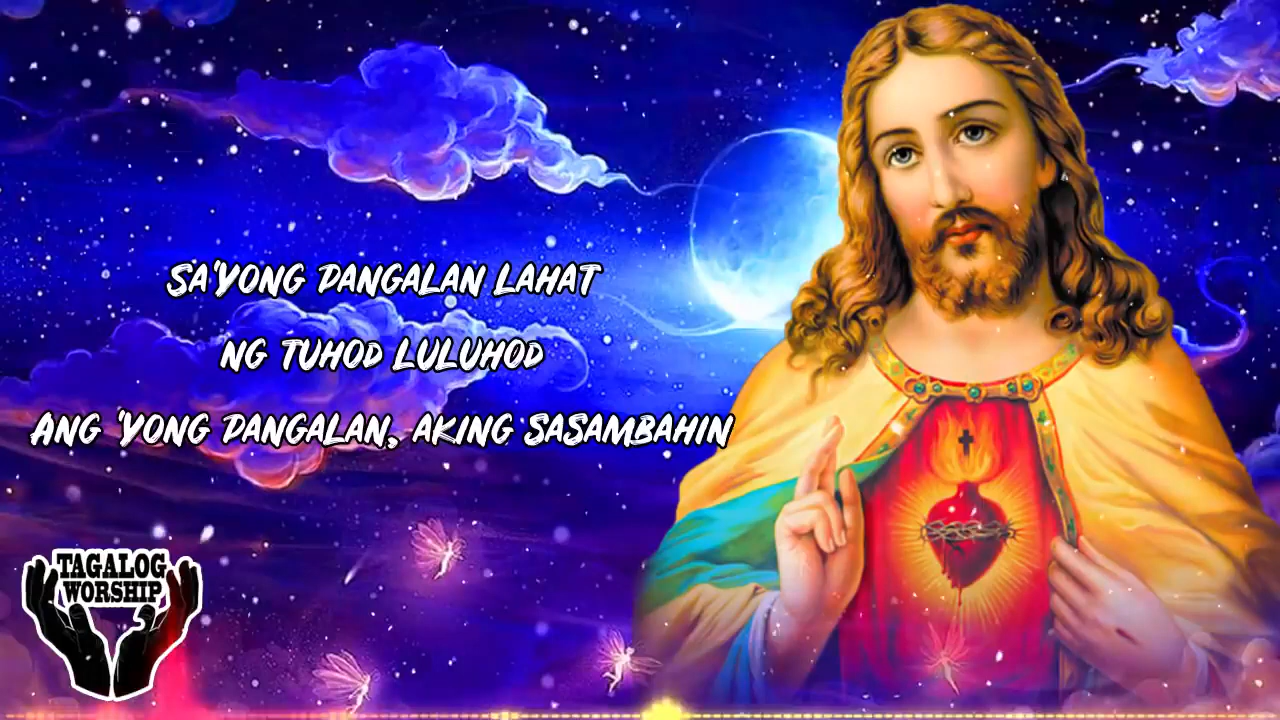 Sa'Yong pangalan lahat
ng tuhod luluhod
Ang 'Yong pangalan, aking sasambahin
TAGALOG
WORSHIP